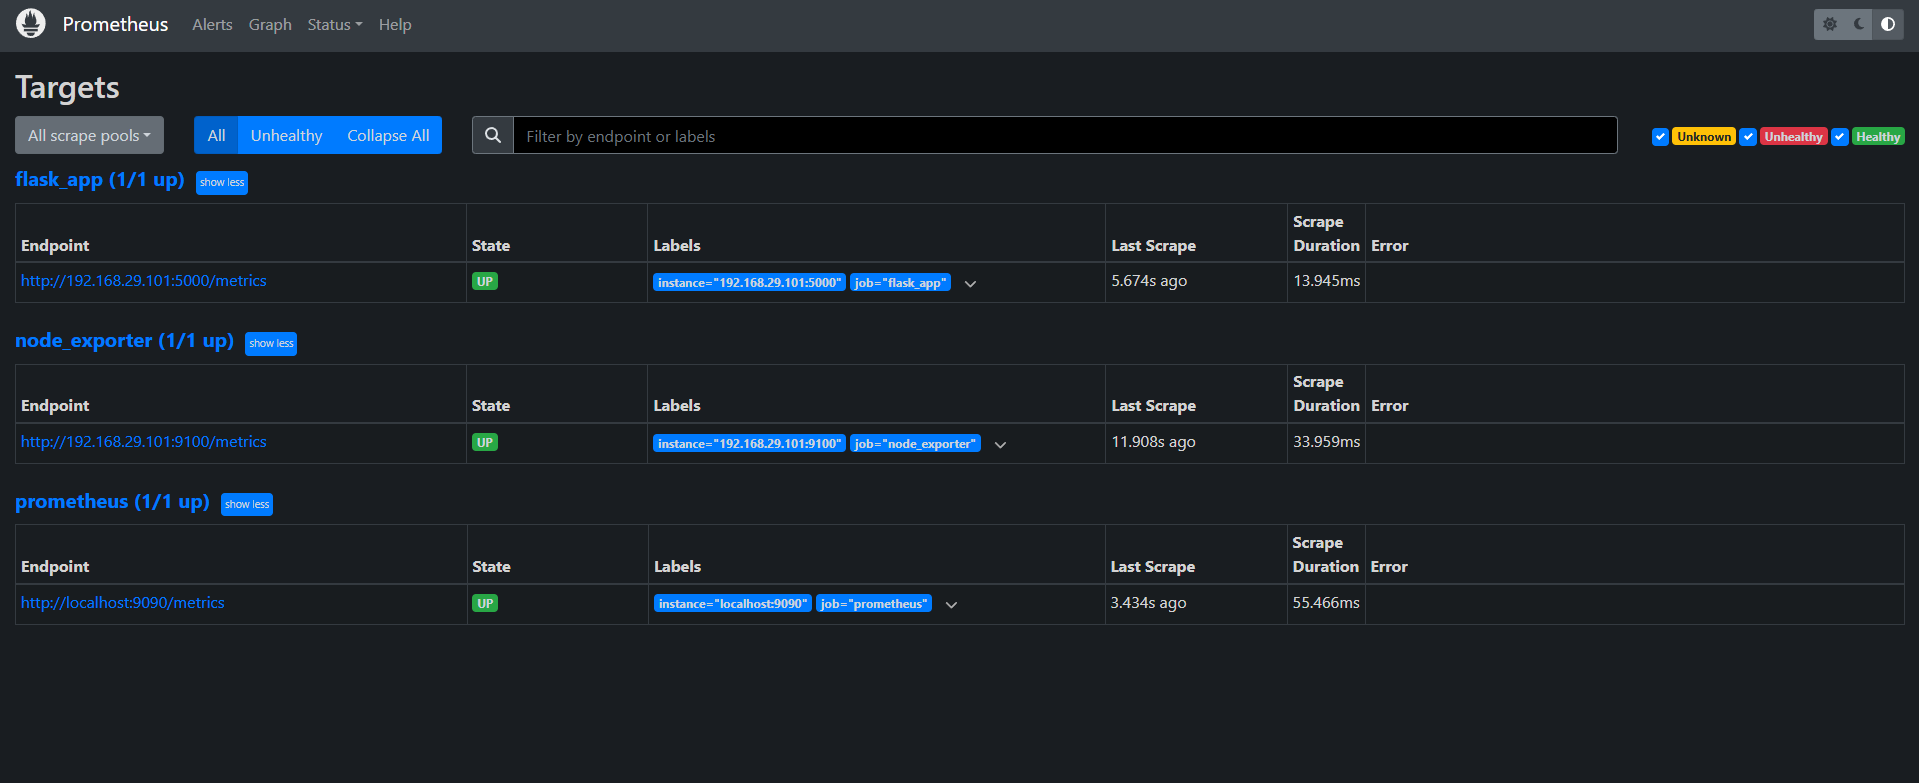 Prometheus Alerts Graph Status Help
Targets
All scrape pools All Unhealthy Collapse All Filter by endpoint or labels Unknown Unhealthy Healthy
flask_app (1/1 up) show less
Endpoint State Labels Last Scrape Scrape Duration Error
http://192.168.29.101:5000/metrics UP instance="192.168.29.101:5000" job="flask_app" 5.674s ago 13.945ms
node_exporter (1/1 up) show less
Endpoint State Labels Last Scrape Scrape Duration Error
http://192.168.29.101:9100/metrics UP instance="192.168.29.101:9100" job="node_exporter" 11.908s ago 33.959ms
prometheus (1/1 up) show less
Endpoint State Labels Last Scrape Scrape Duration Error
http://localhost:9090/metrics UP instance="localhost:9090" job="prometheus" 3.434s ago 55.466ms